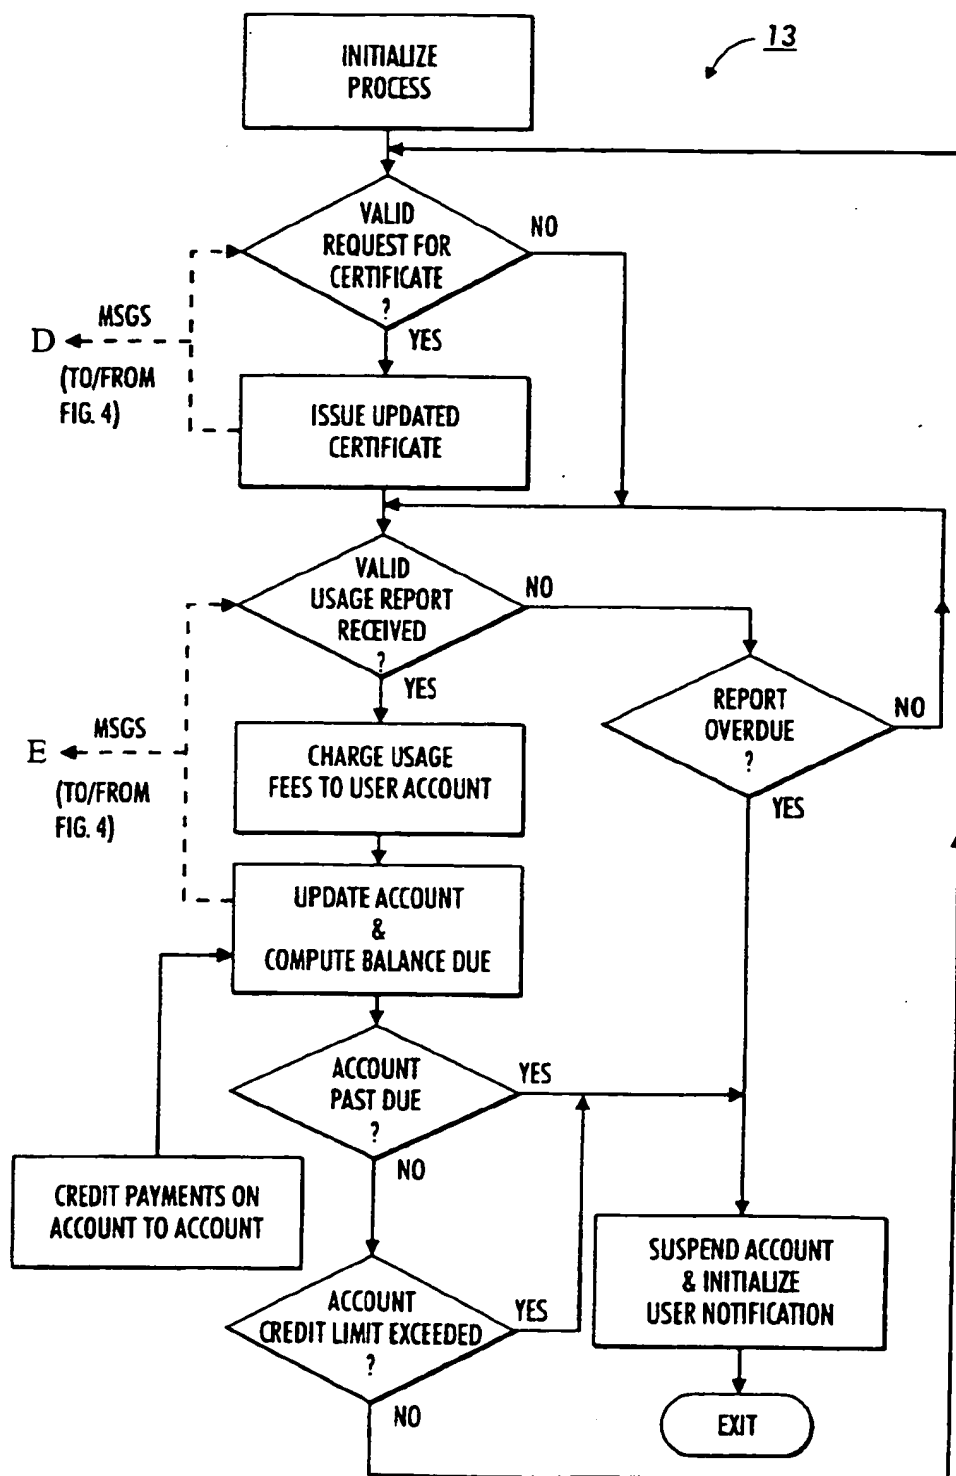 13
INITIALIZE
PROCESS
VALID
REQUEST FOR
CERTIFICATE
?
NO
YES
D
MSGS
(TO/FROM
FIG. 4)
ISSUE UPDATED
CERTIFICATE
VALID
USAGE REPORT
RECEIVED
?
NO
YES
REPORT
OVERDUE
?
NO
YES
E
MSGS
(TO/FROM
FIG. 4)
CHARGE USAGE
FEES TO USER ACCOUNT
UPDATE ACCOUNT
&
COMPUTE BALANCE DUE
ACCOUNT
PAST DUE
?
YES
NO
CREDIT PAYMENTS ON
ACCOUNT TO ACCOUNT
ACCOUNT
CREDIT LIMIT EXCEEDED
?
YES
NO
SUSPEND ACCOUNT
& INITIALIZE
USER NOTIFICATION
EXIT